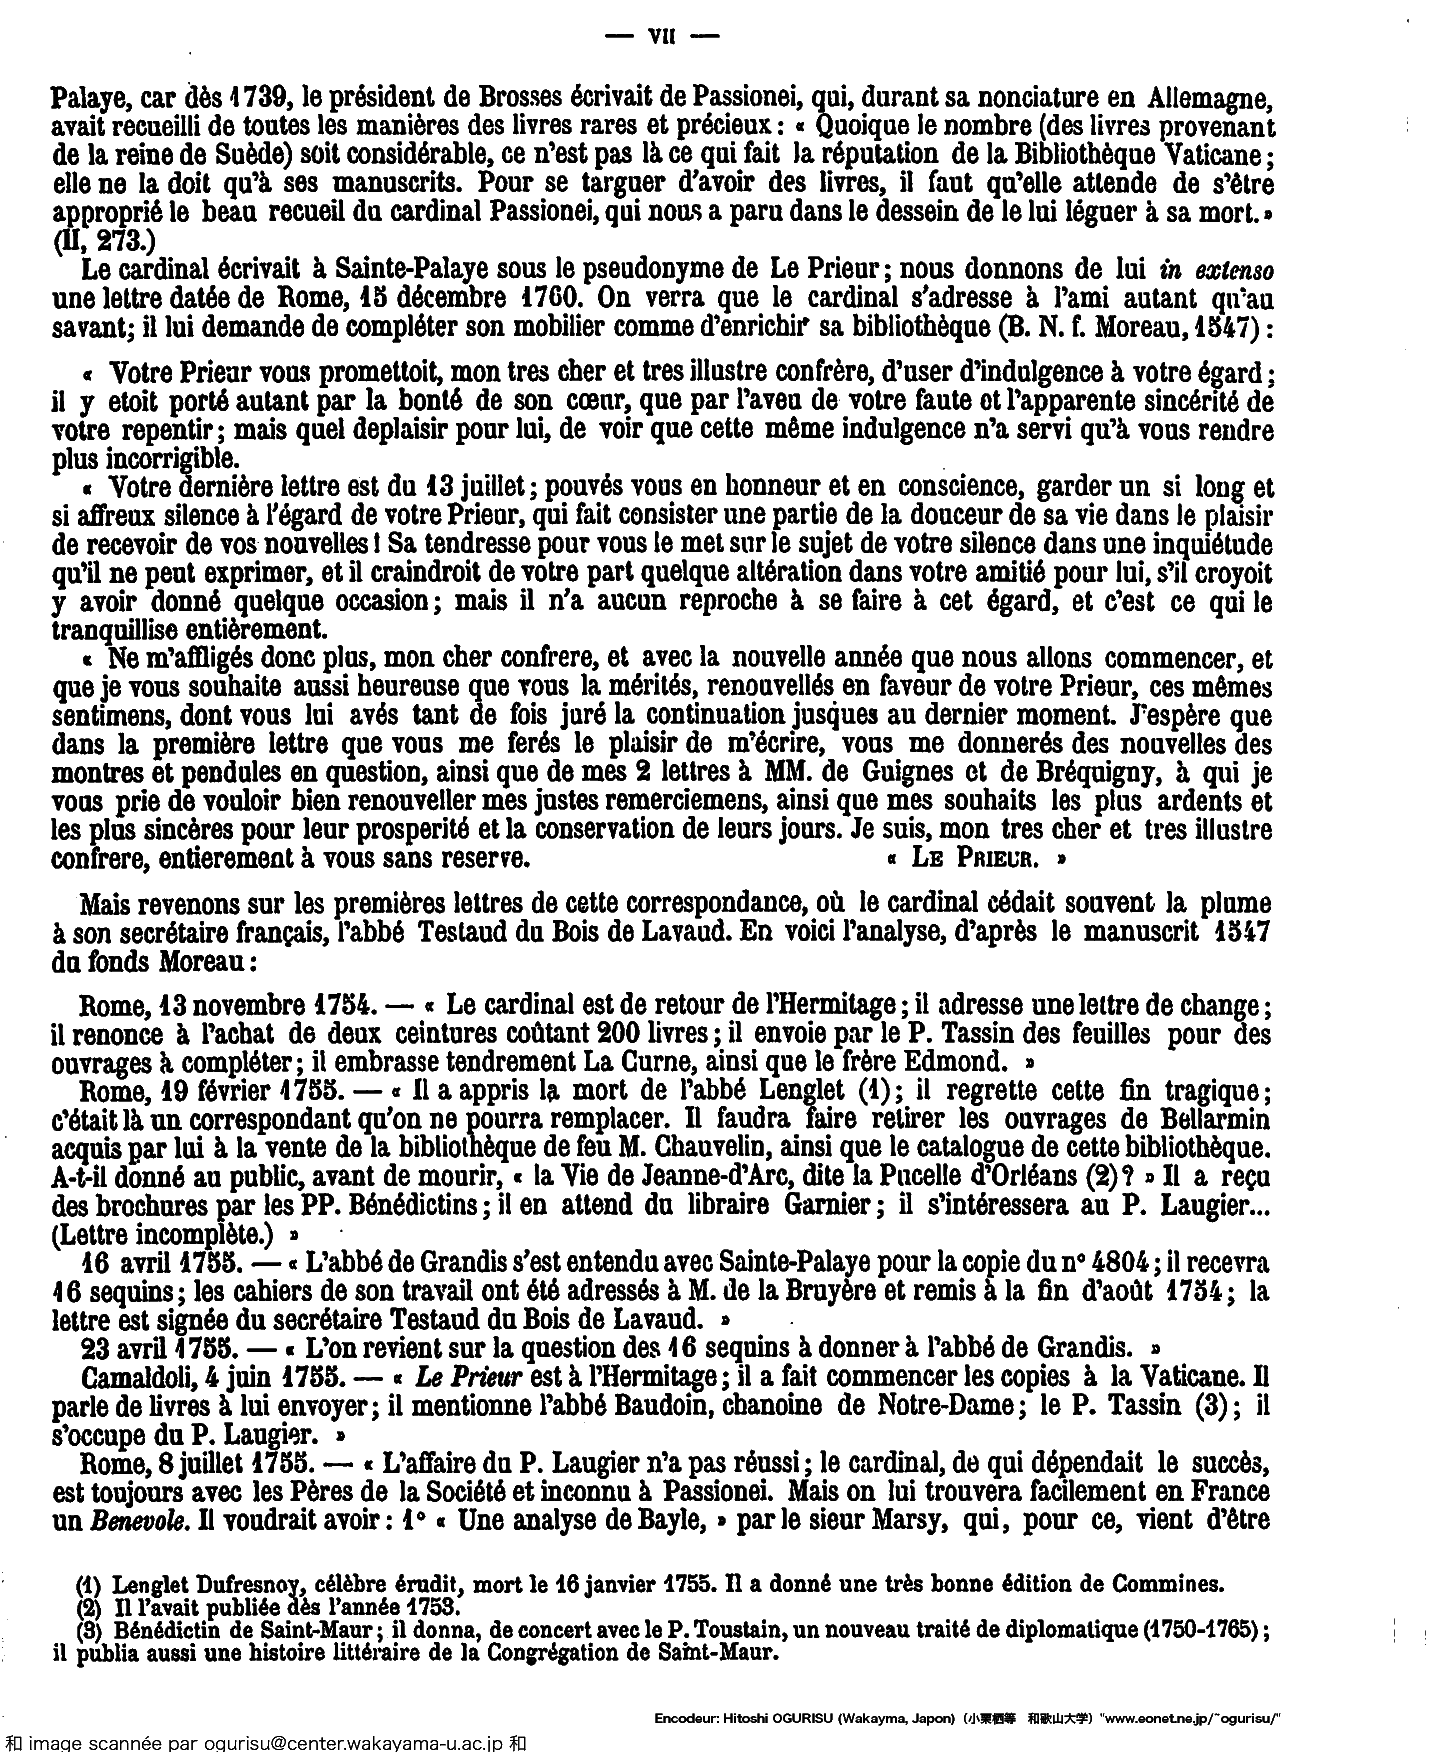 — VII —
Palaye, car dès 1739, le président de Brosses écrivait de Passionei, qui, durant sa nonciature en Allemagne,
avait recueilli de toutes les manières des livres rares et précieux : « Quoique le nombre (des livres provenant
de la reine de Suède) soit considérable, ce n'est pas là ce qui fait la réputation de la Bibliothèque Vaticane ;
elle ne la doit qu'à ses manuscrits. Pour se targuer d'avoir des livres, il faut qu'elle attende de s'être
approprié le beau recueil du cardinal Passionei, qui nous a paru dans le dessein de le lui léguer à sa mort. »
(II, 273.)
Le cardinal écrivait à Sainte-Palaye sous le pseudonyme de Le Prieur ; nous donnons de lui in extenso
une lettre datée de Rome, 15 décembre 1760. On verra que le cardinal s'adresse à l'ami autant qu'au
savant ; il lui demande de compléter son mobilier comme d'enrichir sa bibliothèque (B. N. f. Moreau, 1547) :
« Votre Prieur vous promettoit, mon tres cher et tres illustre confrère, d'user d'indulgence à votre égard ;
il y etoit porté autant par la bonté de son cœur, que par l'aveu de votre faute et l'apparente sincérité de
votre repentir ; mais quel deplaisir pour lui, de voir que cette même indulgence n'a servi qu'à vous rendre
plus incorrigible.
« Votre dernière lettre est du 13 juillet ; pouvés vous en honneur et en conscience, garder un si long et
si affreux silence à l'égard de votre Prieur, qui fait consister une partie de la douceur de sa vie dans le plaisir
de recevoir de vos nouvelles ! Sa tendresse pour vous le met sur le sujet de votre silence dans une inquiétude
qu'il ne peut exprimer, et il craindroit de votre part quelque altération dans votre amitié pour lui, s'il croyoit
y avoir donné quelque occasion ; mais il n'a aucun reproche à se faire à cet égard, et c'est ce qui le
tranquillise entièrement.
« Ne m'affligés donc plus, mon cher confrere, et avec la nouvelle année que nous allons commencer, et
que je vous souhaite aussi heureuse que vous la mérités, renouvellés en faveur de votre Prieur, ces mêmes
sentimens, dont vous lui avés tant de fois juré la continuation jusques au dernier moment. J'espère que
dans la première lettre que vous me ferés le plaisir de m'écrire, vous me donnerés des nouvelles des
montres et pendules en question, ainsi que de mes 2 lettres à MM. de Guignes et de Bréquigny, à qui je
vous prie de vouloir bien renouveller mes justes remerciemens, ainsi que mes souhaits les plus ardents et
les plus sincères pour leur prosperité et la conservation de leurs jours. Je suis, mon tres cher et tres illustre
confrere, entierement à vous sans reserve. « LE PRIEUR. »
Mais revenons sur les premières lettres de cette correspondance, où le cardinal cédait souvent la plume
à son secrétaire français, l'abbé Testaud du Bois de Lavaud. En voici l'analyse, d'après le manuscrit 1547
du fonds Moreau :
Rome, 13 novembre 1754. — « Le cardinal est de retour de l'Hermitage ; il adresse une lettre de change ;
il renonce à l'achat de deux ceintures coûtant 200 livres ; il envoie par le P. Tassin des feuilles pour des
ouvrages à compléter ; il embrasse tendrement La Curne, ainsi que le frère Edmond. »
Rome, 19 février 1755. — « Il a appris la mort de l'abbé Lenglet (1) ; il regrette cette fin tragique ;
c'était là un correspondant qu'on ne pourra remplacer. Il faudra faire retirer les ouvrages de Bellarmin
acquis par lui à la vente de la bibliothèque de feu M. Chauvelin, ainsi que le catalogue de cette bibliothèque.
A-t-il donné au public, avant de mourir, « la Vie de Jeanne-d'Arc, dite la Pucelle d'Orléans (2) ? » Il a reçu
des brochures par les PP. Bénédictins ; il en attend du libraire Garnier ; il s'intéressera au P. Laugier...
(Lettre incomplète.) »
16 avril 1755. — « L'abbé de Grandis s'est entendu avec Sainte-Palaye pour la copie du n° 4804 ; il recevra
16 sequins ; les cahiers de son travail ont été adressés à M. de la Bruyère et remis à la fin d'août 1754 ; la
lettre est signée du secrétaire Testaud du Bois de Lavaud. »
23 avril 1755. — « L'on revient sur la question des 16 sequins à donner à l'abbé de Grandis. »
Camaldoli, 4 juin 1755. — « Le Prieur est à l'Hermitage ; il a fait commencer les copies à la Vaticane. Il
parle de livres à lui envoyer ; il mentionne l'abbé Baudoin, chanoine de Notre-Dame ; le P. Tassin (3) ; il
s'occupe du P. Laugier. »
Rome, 8 juillet 1755. — « L'affaire du P. Laugier n'a pas réussi ; le cardinal, de qui dépendait le succès,
est toujours avec les Pères de la Société et inconnu à Passionei. Mais on lui trouvera facilement en France
un Benevole. Il voudrait avoir : 1° « Une analyse de Bayle, » par le sieur Marsy, qui, pour ce, vient d'être
(1) Lenglet Dufresnoy, célèbre érudit, mort le 16 janvier 1755. Il a donné une très bonne édition de Commines.
(2) Il l'avait publiée dès l'année 1753.
(3) Bénédictin de Saint-Maur ; il donna, de concert avec le P. Toustain, un nouveau traité de diplomatique (1750-1765) ;
il publia aussi une histoire littéraire de la Congrégation de Saint-Maur.
Encodeur: Hitoshi OGURISU (Wakayma, Japon) (小栗栖等 和歌山大学) "www.eonet.ne.jp/~ogurisu/"
和 image scannée par ogurisu@center.wakayama-u.ac.jp 和